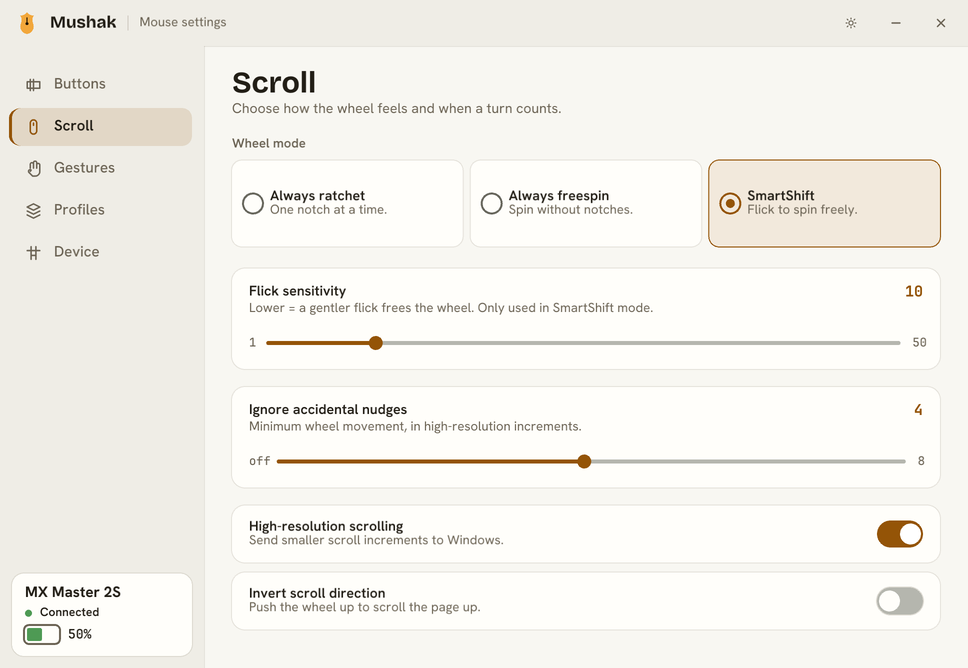 Mushak
Mouse settings
Buttons
Scroll
Gestures
Profiles
Device
MX Master 2S
Connected
50%
Scroll
Choose how the wheel feels and when a turn counts.
Wheel mode
Always ratchet
One notch at a time.
Always freespin
Spin without notches.
SmartShift
Flick to spin freely.
Flick sensitivity
10
Lower = a gentler flick frees the wheel. Only used in SmartShift mode.
1
50
Ignore accidental nudges
4
Minimum wheel movement, in high-resolution increments.
off
8
High-resolution scrolling
Send smaller scroll increments to Windows.
Invert scroll direction
Push the wheel up to scroll the page up.